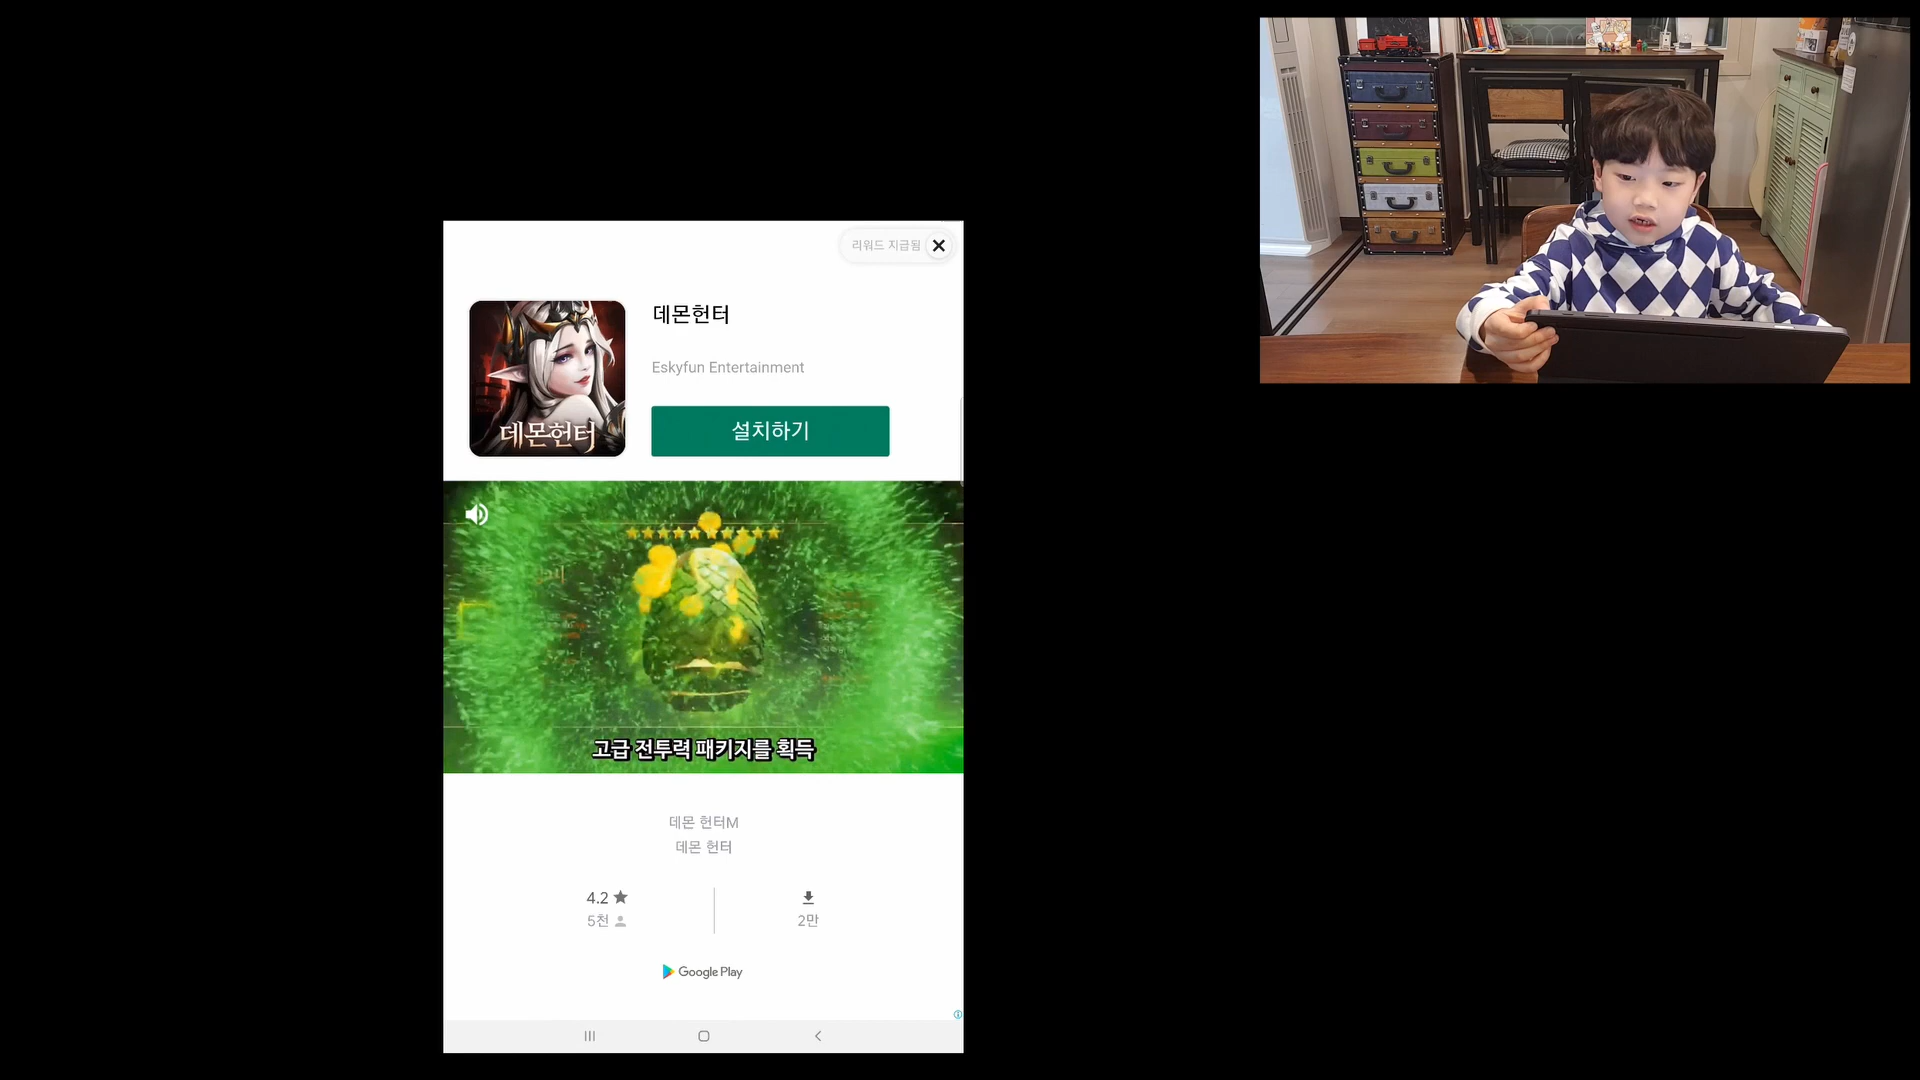 리워드 지급됨
데몬헌터
Eskyfun Entertainment
설치하기
데몬헌터
고급 전투력 패키지를 획득
데몬 헌터M
데몬 헌터
4.2
5천
2만
Google Play